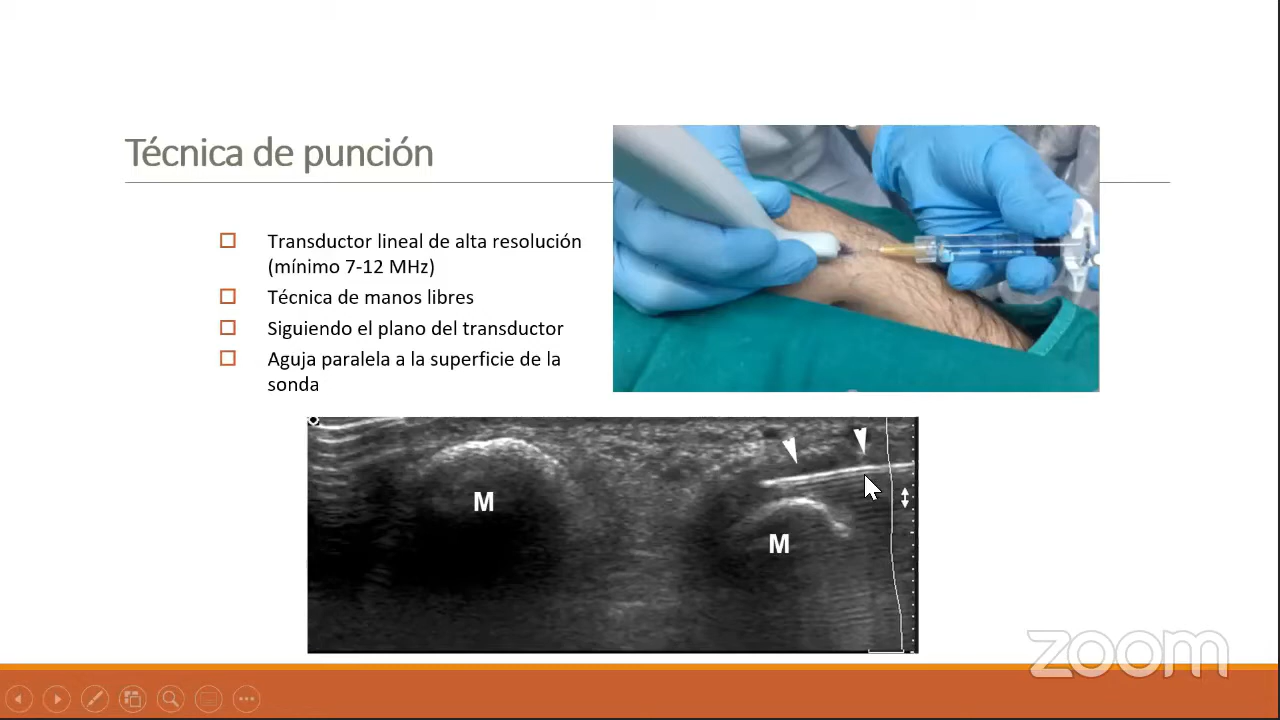 Técnica de punción
Transductor lineal de alta resolución
(mínimo 7-12 MHz)
Técnica de manos libres
Siguiendo el plano del transductor
Aguja paralela a la superficie de la
sonda
M
M
zoom